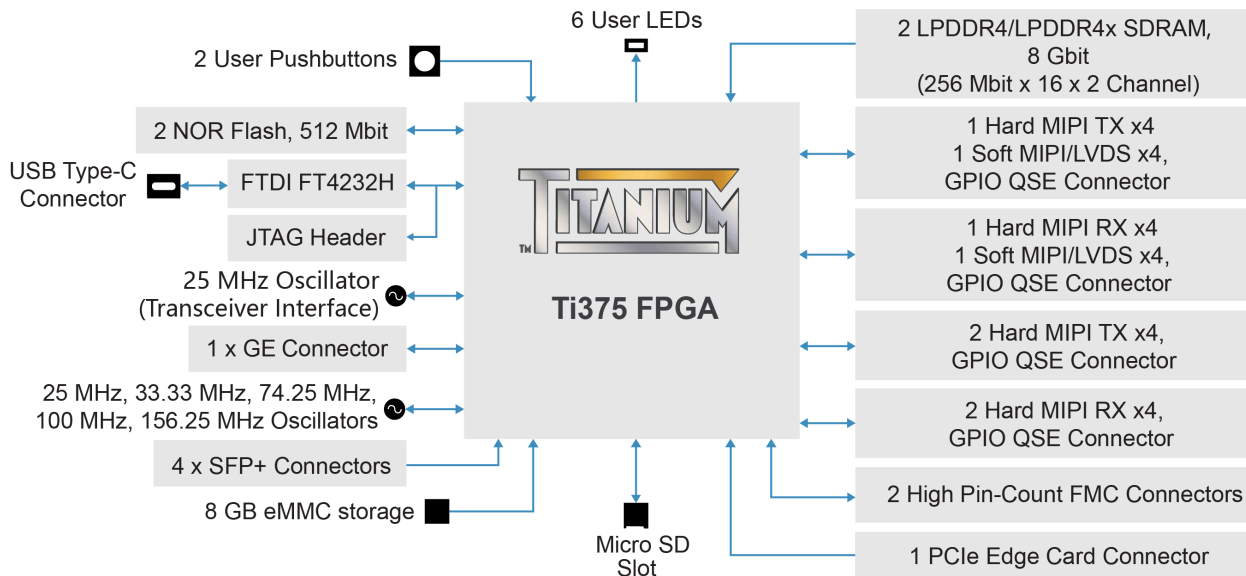 6 User LEDs
2 User Pushbuttons
2 NOR Flash, 512 Mbit
USB Type-C
Connector
FTDI FT4232H
JTAG Header
25 MHz Oscillator
(Transceiver Interface)
1 x GE Connector
25 MHz, 33.33 MHz, 74.25 MHz,
100 MHz, 156.25 MHz Oscillators
4 x SFP+ Connectors
8 GB eMMC storage
TITANIUM
TM
Ti375 FPGA
Micro SD
Slot
2 LPDDR4/LPDDR4x SDRAM,
8 Gbit
(256 Mbit x 16 x 2 Channel)
1 Hard MIPI TX x4
1 Soft MIPI/LVDS x4,
GPIO QSE Connector
1 Hard MIPI RX x4
1 Soft MIPI/LVDS x4,
GPIO QSE Connector
2 Hard MIPI TX x4,
GPIO QSE Connector
2 Hard MIPI RX x4,
GPIO QSE Connector
2 High Pin-Count FMC Connectors
1 PCIe Edge Card Connector